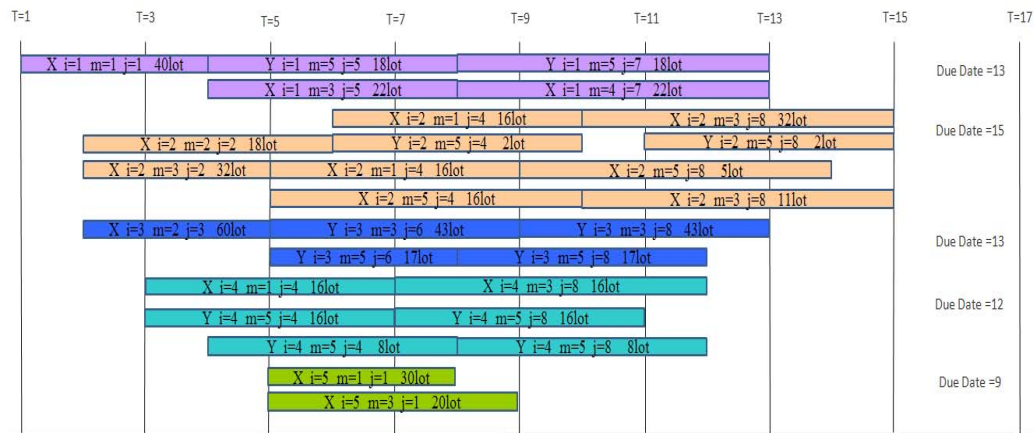 T=1 T=3 T=5 T=7 T=9 T=11 T=13 T=15 T=17
X i=1 m=1 j=1 40lot Y i=1 m=5 j=5 18lot Y i=1 m=5 j=7 18lot
Due Date =13
X i=1 m=3 j=5 22lot X i=1 m=4 j=7 22lot
X i=2 m=1 j=4 16lot X i=2 m=3 j=8 32lot
Due Date =15
X i=2 m=2 j=2 18lot Y i=2 m=5 j=4 2lot Y i=2 m=5 j=8 2lot
X i=2 m=3 j=2 32lot X i=2 m=1 j=4 16lot X i=2 m=5 j=8 5lot
X i=2 m=5 j=4 16lot X i=2 m=3 j=8 11lot
X i=3 m=2 j=3 60lot Y i=3 m=3 j=6 43lot Y i=3 m=3 j=8 43lot
Due Date =13
Y i=3 m=5 j=6 17lot Y i=3 m=5 j=8 17lot
X i=4 m=1 j=4 16lot X i=4 m=3 j=8 16lot
Due Date =12
Y i=4 m=5 j=4 16lot Y i=4 m=5 j=8 16lot
Y i=4 m=5 j=4 8lot Y i=4 m=5 j=8 8lot
X i=5 m=1 j=1 30lot
Due Date =9
X i=5 m=3 j=1 20lot